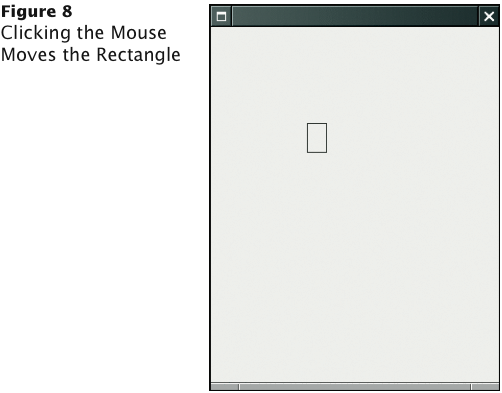 Figure 8
Clicking the Mouse
Moves the Rectangle